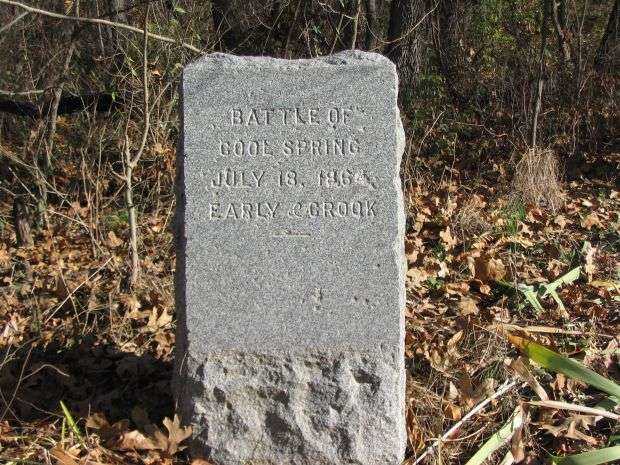 BATTLE OF
COOL SPRING
JULY 18, 1864
EARLY & CROOK